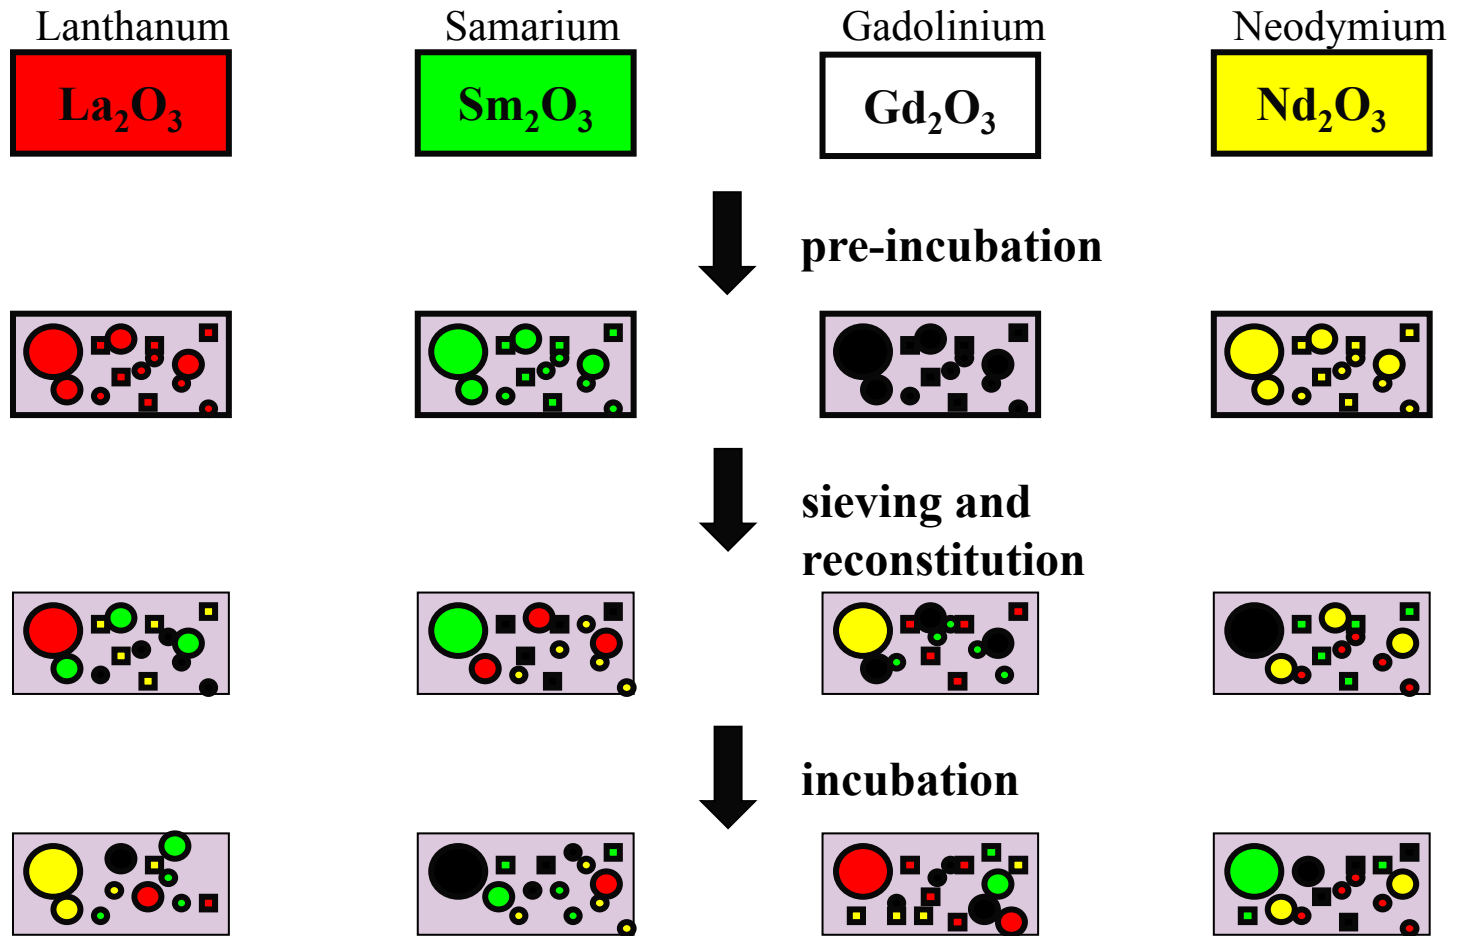 Lanthanum
Samarium
Gadolinium
Neodymium
La₂O₃
Sm₂O₃
Gd₂O₃
Nd₂O₃
pre-incubation
sieving and
reconstitution
incubation